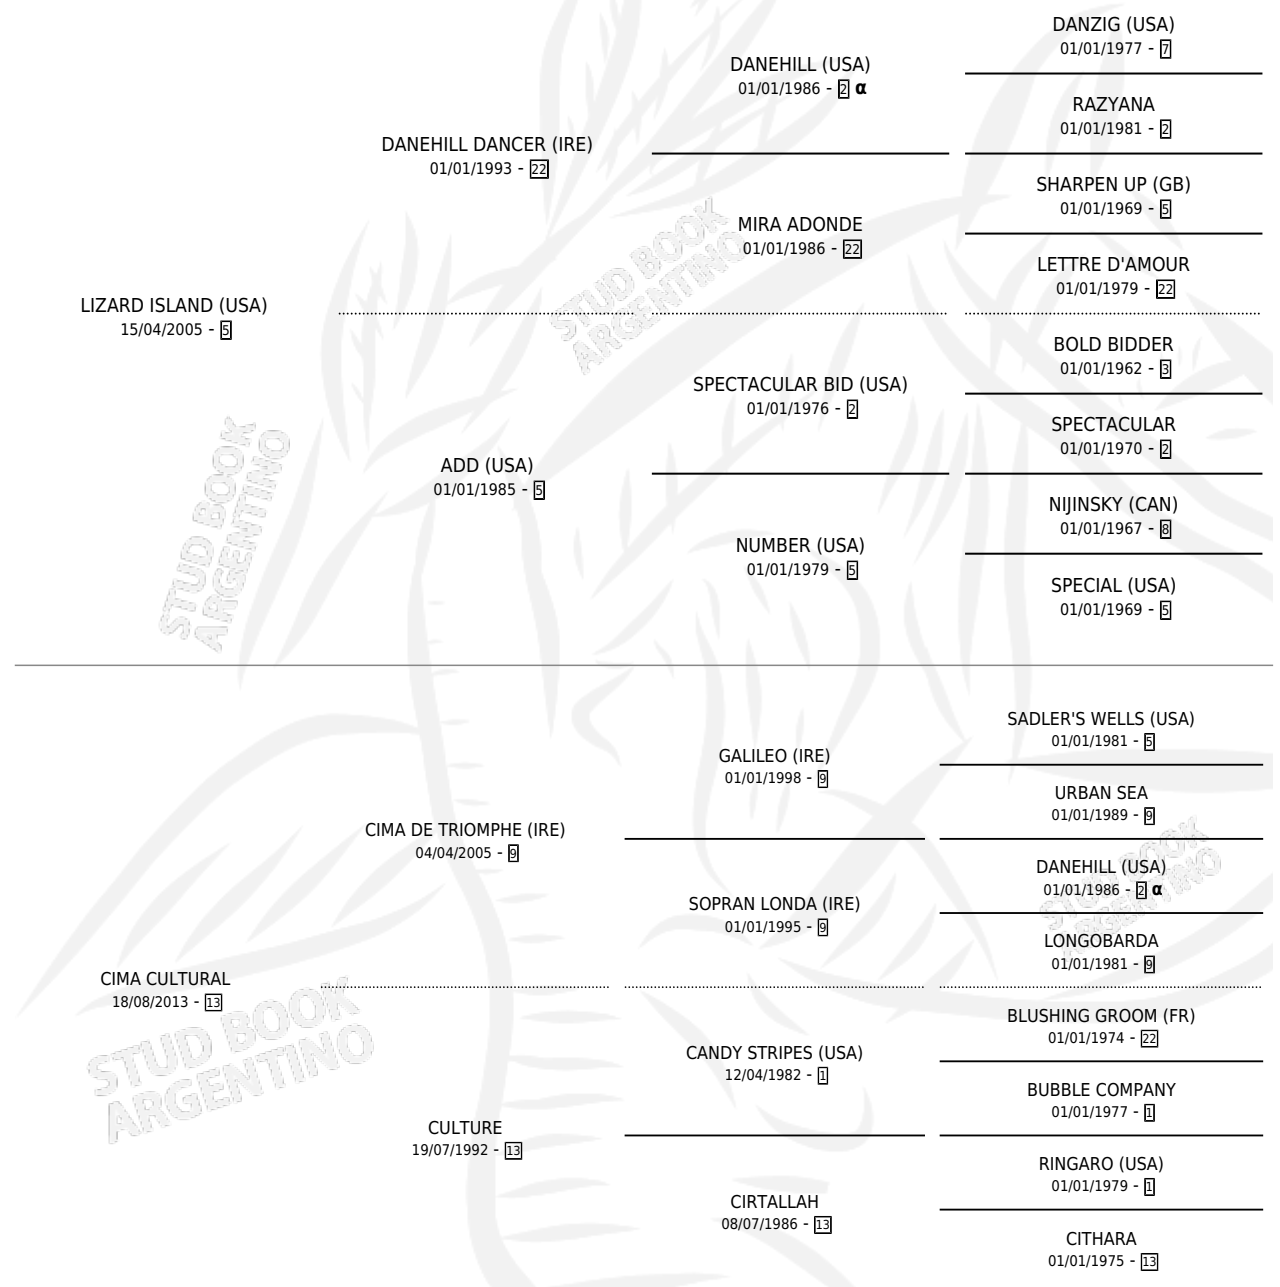 DANZIG (USA)
01/01/1977 - 7
DANEHILL (USA)
01/01/1986 - 2 α
RAZYANA
01/01/1981 - 2
DANEHILL DANCER (IRE)
01/01/1993 - 22
SHARPEN UP (GB)
01/01/1969 - 5
MIRA ADONDE
01/01/1986 - 22
LETTRE D'AMOUR
01/01/1979 - 22
LIZARD ISLAND (USA)
15/04/2005 - 5
STUD BOOK
ARGENTINO
BOLD BIDDER
01/01/1962 - 3
SPECTACULAR BID (USA)
01/01/1976 - 2
SPECTACULAR
01/01/1970 - 2
ADD (USA)
01/01/1985 - 5
NIJINSKY (CAN)
01/01/1967 - 8
NUMBER (USA)
01/01/1979 - 5
SPECIAL (USA)
01/01/1969 - 5
STUD BOOK
ARGENTINO
SADLER'S WELLS (USA)
01/01/1981 - 5
GALILEO (IRE)
01/01/1998 - 9
URBAN SEA
01/01/1989 - 9
CIMA DE TRIOMPHE (IRE)
04/04/2005 - 9
DANEHILL (USA)
01/01/1986 - 2 α
STUD BOOK
ARGENTINO
SOPRAN LONDA (IRE)
01/01/1995 - 9
LONGOBARDA
01/01/1981 - 9
CIMA CULTURAL
18/08/2013 - 13
STUD BOOK
ARGENTINO
BLUSHING GROOM (FR)
01/01/1974 - 22
CANDY STRIPES (USA)
12/04/1982 - 1
BUBBLE COMPANY
01/01/1977 - 1
CULTURE
19/07/1992 - 13
RINGARO (USA)
01/01/1979 - 1
CIRTALLAH
08/07/1986 - 13
CITHARA
01/01/1975 - 13